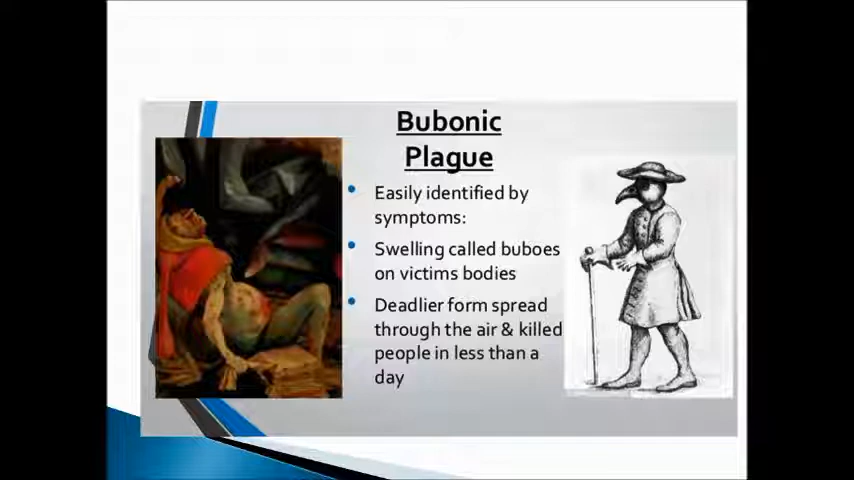 Bubonic
Plague
Easily identified by
symptoms:
Swelling called buboes
on victims bodies
Deadlier form spread
through the air & killed
people in less than a
day